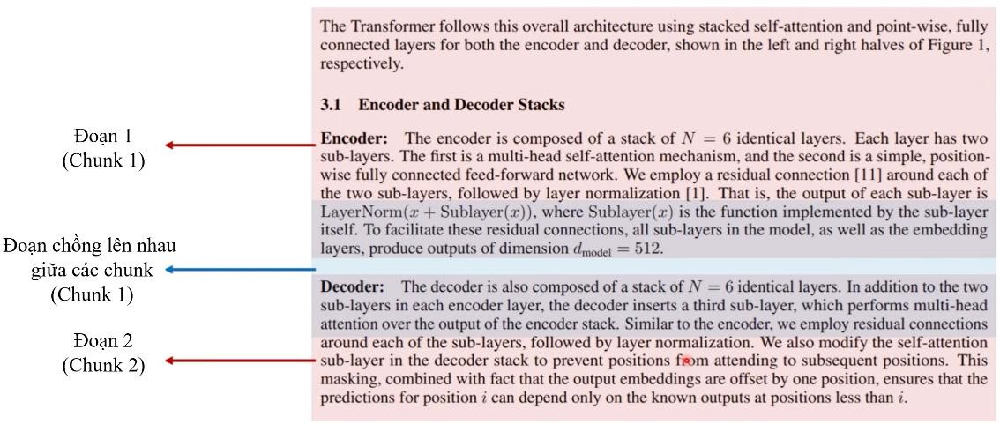 The Transformer follows this overall architecture using stacked self-attention and point-wise, fully
connected layers for both the encoder and decoder, shown in the left and right halves of Figure 1,
respectively.
3.1 Encoder and Decoder Stacks
Đoạn 1
(Chunk 1)
Encoder: The encoder is composed of a stack of N = 6 identical layers. Each layer has two
sub-layers. The first is a multi-head self-attention mechanism, and the second is a simple, position-
wise fully connected feed-forward network. We employ a residual connection [11] around each of
the two sub-layers, followed by layer normalization [1]. That is, the output of each sub-layer is
LayerNorm(x + Sublayer(x)), where Sublayer(x) is the function implemented by the sub-layer
itself. To facilitate these residual connections, all sub-layers in the model, as well as the embedding
layers, produce outputs of dimension d_model = 512.
Đoạn chồng lên nhau
giữa các chunk
(Chunk 1)
Decoder: The decoder is also composed of a stack of N = 6 identical layers. In addition to the two
sub-layers in each encoder layer, the decoder inserts a third sub-layer, which performs multi-head
attention over the output of the encoder stack. Similar to the encoder, we employ residual connections
around each of the sub-layers, followed by layer normalization. We also modify the self-attention
sub-layer in the decoder stack to prevent positions from attending to subsequent positions. This
masking, combined with fact that the output embeddings are offset by one position, ensures that the
predictions for position i can depend only on the known outputs at positions less than i.
Đoạn 2
(Chunk 2)